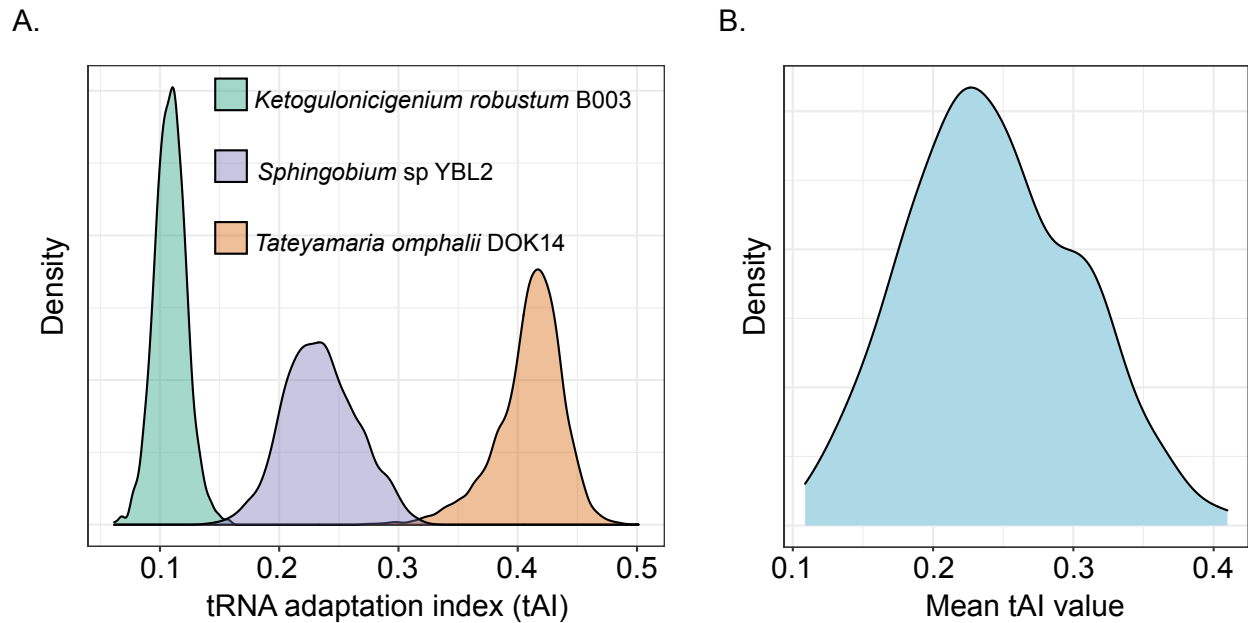 A.
Density
Ketogulonicigenium robustum B003
Sphingobium sp YBL2
Tateyamaria omphalii DOK14
0.1 0.2 0.3 0.4 0.5
tRNA adaptation index (tAI)
B.
Density
0.1 0.2 0.3 0.4
Mean tAI value